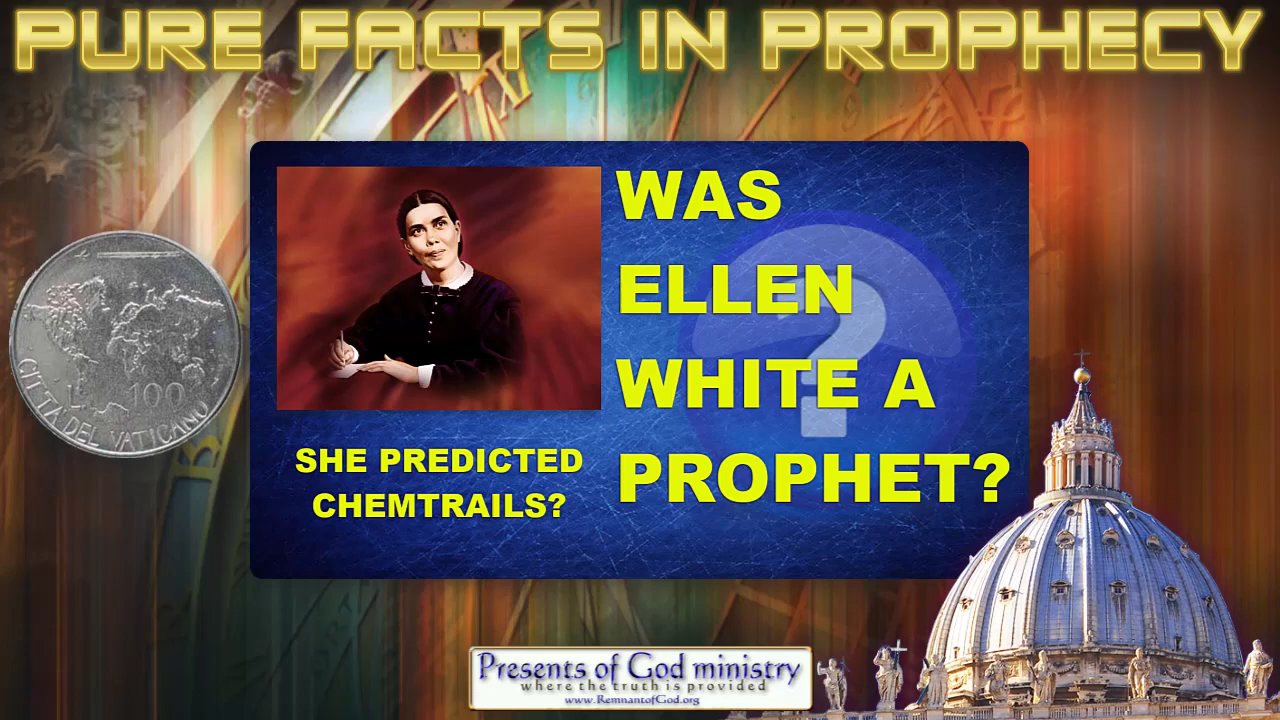 PURE FACTS IN PROPHECY
WAS
ELLEN
WHITE A
PROPHET?
SHE PREDICTED
CHEMTRAILS?
L. 100
CITTA DEL VATICANO
Presents of God ministry
where the truth is provided
www.RemnantofGod.org